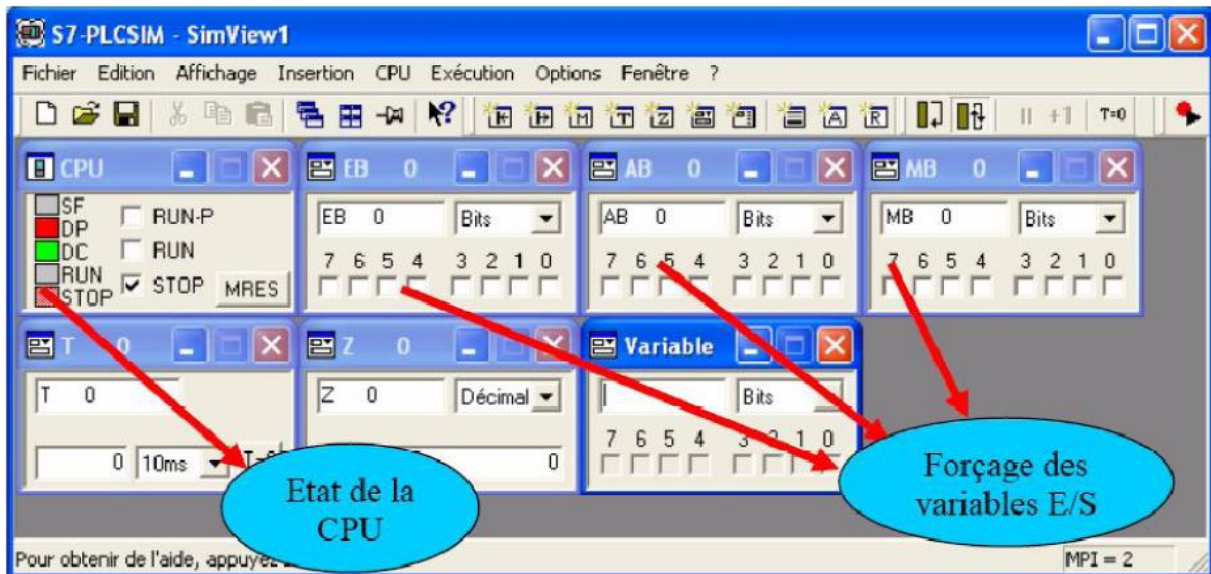 S7-PLCSIM - SimView1
Fichier Edition Affichage Insertion CPU Exécution Options Fenêtre ?
T=0
CPU
SF
DP
DC
RUN
STOP
RUN-P
RUN
STOP
MRES
EB 0
EB 0 Bits
7 6 5 4 3 2 1 0
AB 0
AB 0 Bits
7 6 5 4 3 2 1 0
MB 0
MB 0 Bits
7 6 5 4 3 2 1 0
T 0
T 0
0 10ms
Z 0
Z 0 Décimal
0
Variable
Bits
7 6 5 4 3 2 1 0
Etat de la
CPU
Forçage des
variables E/S
Pour obtenir de l'aide, appuyez
MPI = 2